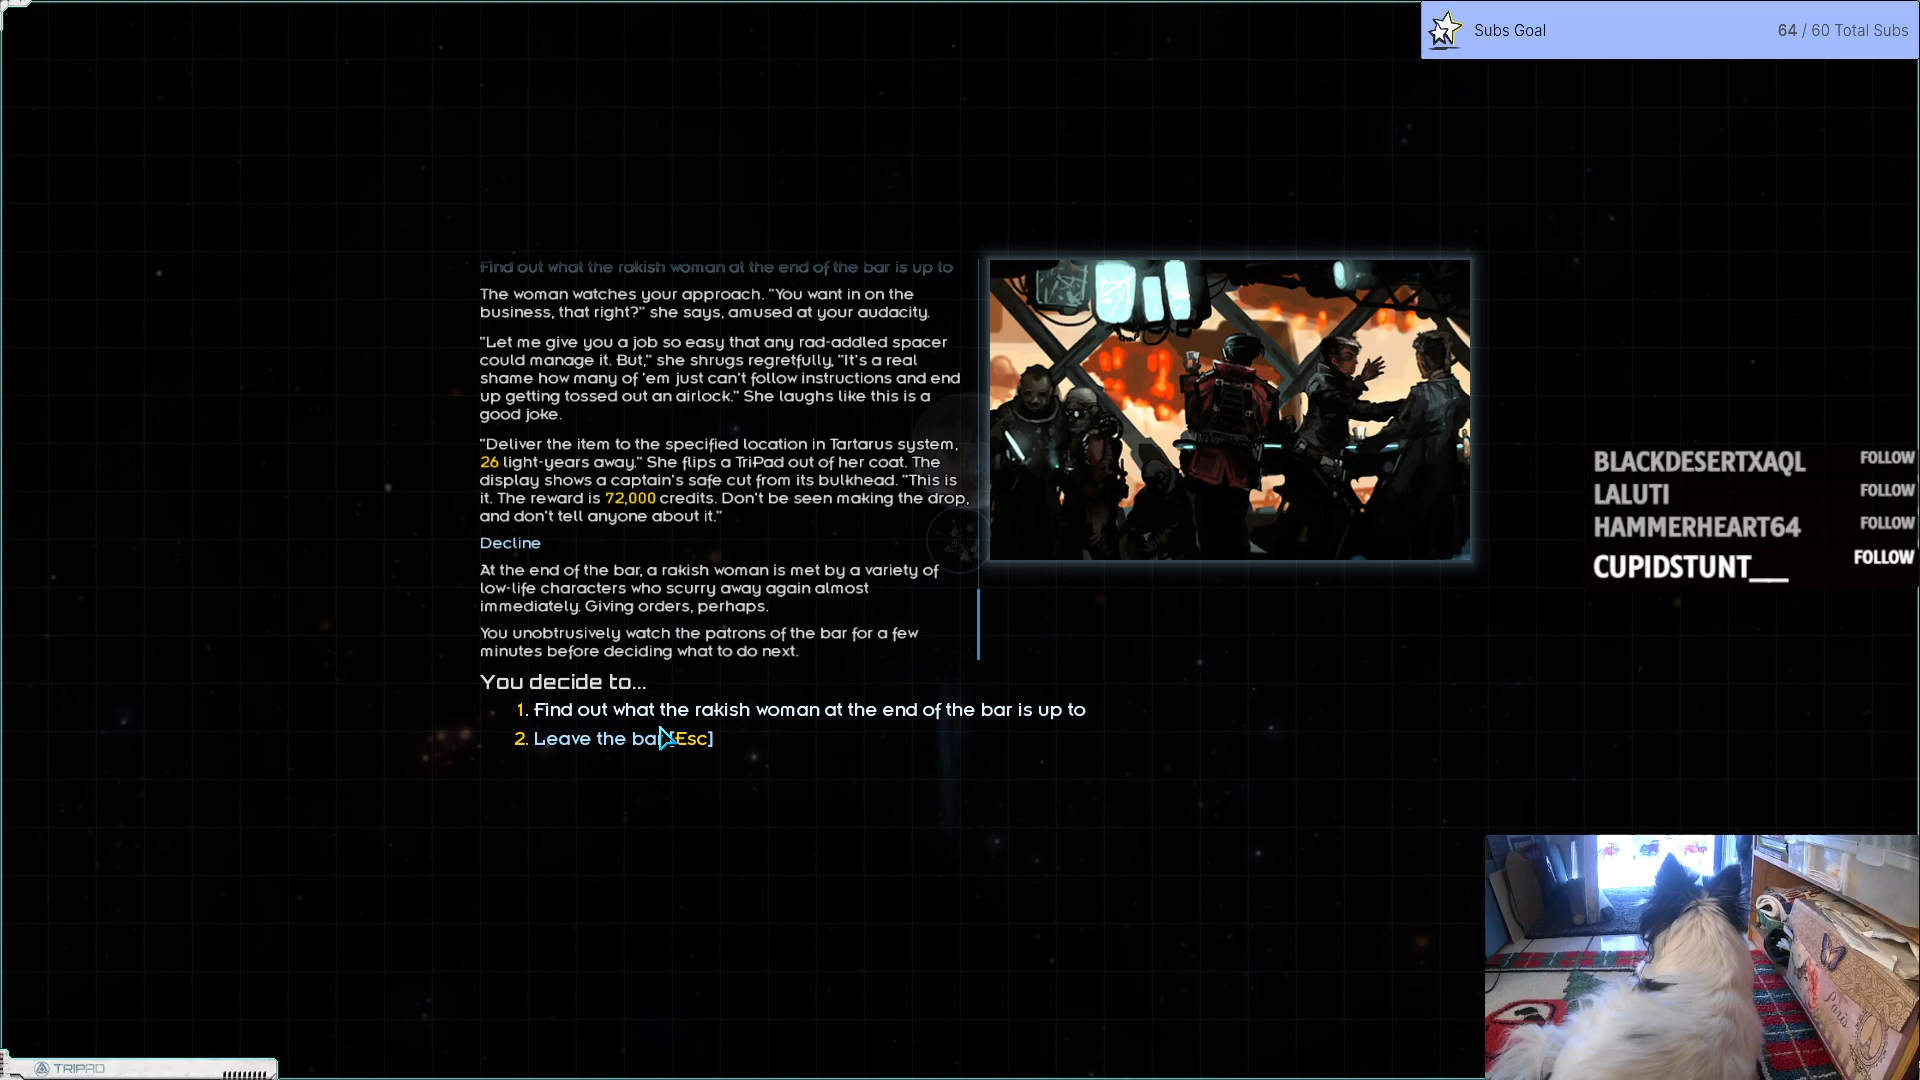 Subs Goal
64 / 60 Total Subs
Find out what the rakish woman at the end of the bar is up to
The woman watches your approach. "You want in on the
business, that right?" she says, amused at your audacity.
"Let me give you a job so easy that any rad-addled spacer
could manage it. But," she shrugs regretfully, "It's a real
shame how many of 'em just can't follow instructions and end
up getting tossed out an airlock." She laughs like this is a
good joke.
"Deliver the item to the specified location in Tartarus system,
26 light-years away." She flips a TriPad out of her coat. The
display shows a captain's safe cut from its bulkhead. "This is
it. The reward is 72,000 credits. Don't be seen making the drop,
and don't tell anyone about it."
Decline
At the end of the bar, a rakish woman is met by a variety of
low-life characters who scurry away again almost
immediately. Giving orders, perhaps.
You unobtrusively watch the patrons of the bar for a few
minutes before deciding what to do next.
You decide to...
1. Find out what the rakish woman at the end of the bar is up to
2. Leave the bar [Esc]
BLACKDESERTXAQL FOLLOW
LALUTI FOLLOW
HAMMERHEART64 FOLLOW
CUPIDSTUNT__ FOLLOW
Paris
TRIPAD